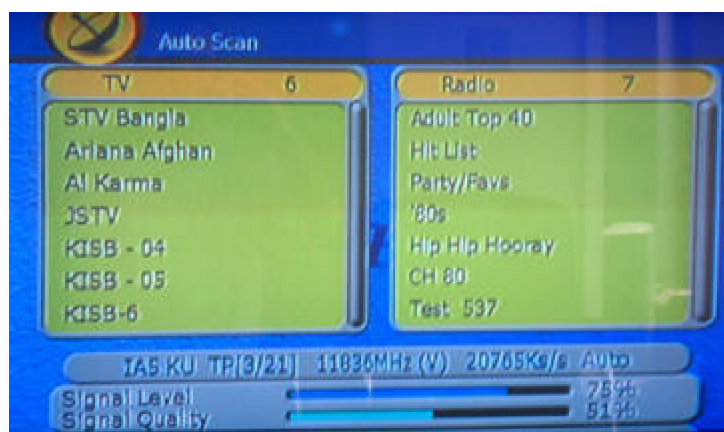 Auto Scan
TV 6
STV Bangla
Ariana Afghan
Al Karma
JSTV
KISB - 04
KISB - 05
KISB-6
Radio 7
Adult Top 40
Hit List
Party/Favs
'80s
Hip Hip Hooray
CH 80
Test 537
IA5 KU TP[3/21] 11836MHz (V) 20765Ks/s Auto
Signal Level 75%
Signal Quality 51%